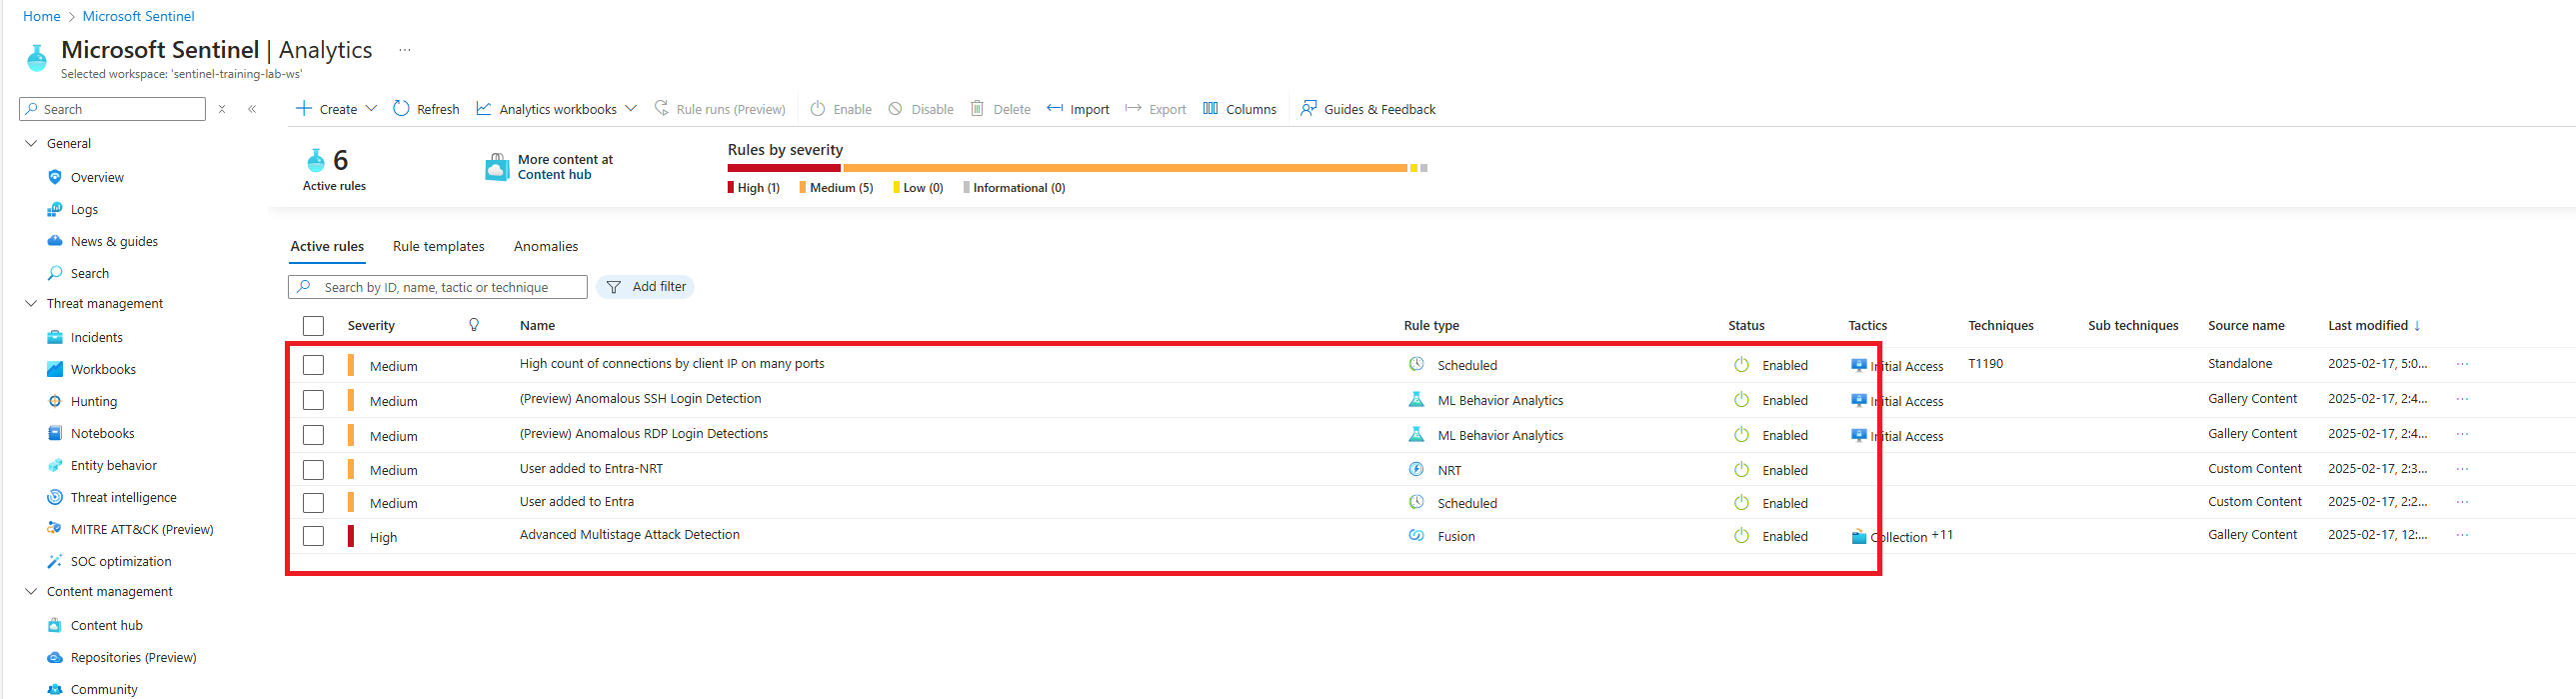 Home > Microsoft Sentinel
Microsoft Sentinel | Analytics ...
Selected workspace: 'sentinel-training-lab-ws'
Search
General
Overview
Logs
News & guides
Search
Threat management
Incidents
Workbooks
Hunting
Notebooks
Entity behavior
Threat intelligence
MITRE ATT&CK (Preview)
SOC optimization
Content management
Content hub
Repositories (Preview)
Community
Create Refresh Analytics workbooks Rule runs (Preview) Enable Disable Delete Import Export Columns Guides & Feedback
6
Active rules
More content at
Content hub
Rules by severity
High (1) Medium (5) Low (0) Informational (0)
Active rules Rule templates Anomalies
Search by ID, name, tactic or technique Add filter
Severity Name Rule type Status Tactics Techniques Sub techniques Source name Last modified ↓
Medium High count of connections by client IP on many ports Scheduled Enabled Initial Access T1190 Standalone 2025-02-17, 5:0... ...
Medium (Preview) Anomalous SSH Login Detection ML Behavior Analytics Enabled Initial Access Gallery Content 2025-02-17, 2:4... ...
Medium (Preview) Anomalous RDP Login Detections ML Behavior Analytics Enabled Initial Access Gallery Content 2025-02-17, 2:4... ...
Medium User added to Entra-NRT NRT Enabled Custom Content 2025-02-17, 2:3... ...
Medium User added to Entra Scheduled Enabled Custom Content 2025-02-17, 2:2... ...
High Advanced Multistage Attack Detection Fusion Enabled Collection +11 Gallery Content 2025-02-17, 12:... ...